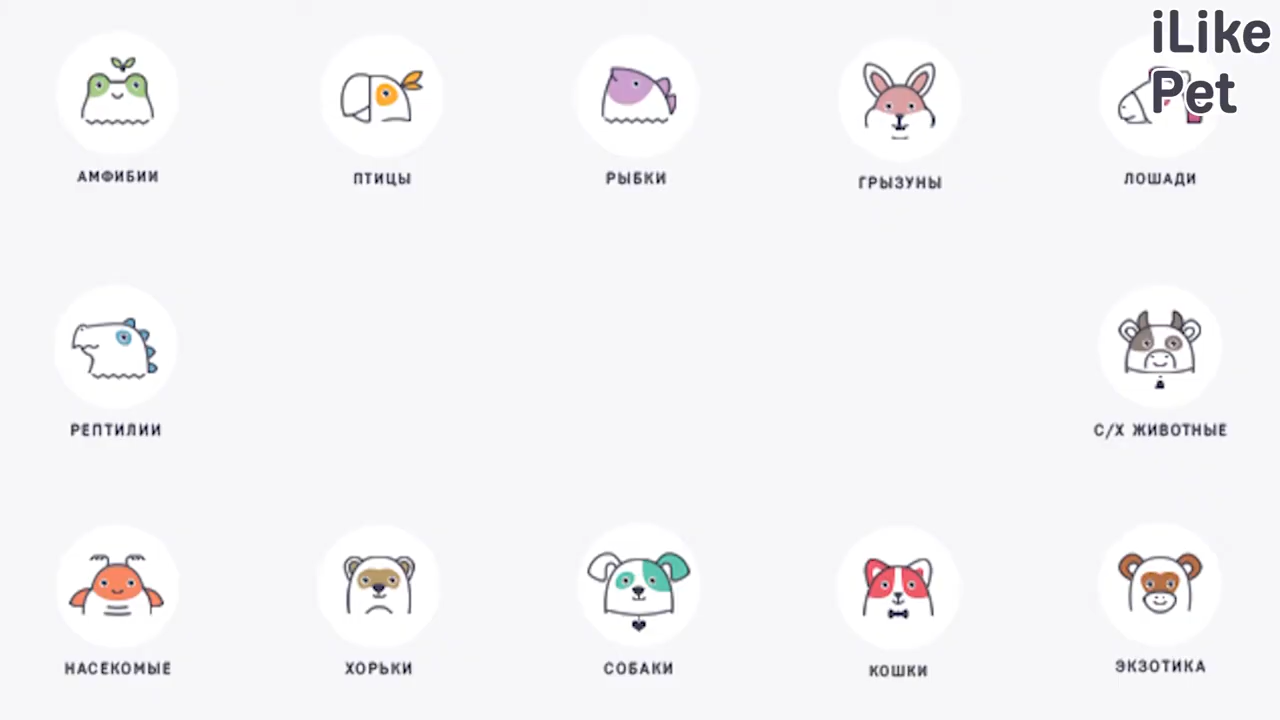 iLike
Pet
АМФИБИИ
ПТИЦЫ
РЫБКИ
ГРЫЗУНЫ
ЛОШАДИ
РЕПТИЛИИ
С/Х ЖИВОТНЫЕ
НАСЕКОМЫЕ
ХОРЬКИ
СОБАКИ
КОШКИ
ЭКЗОТИКА